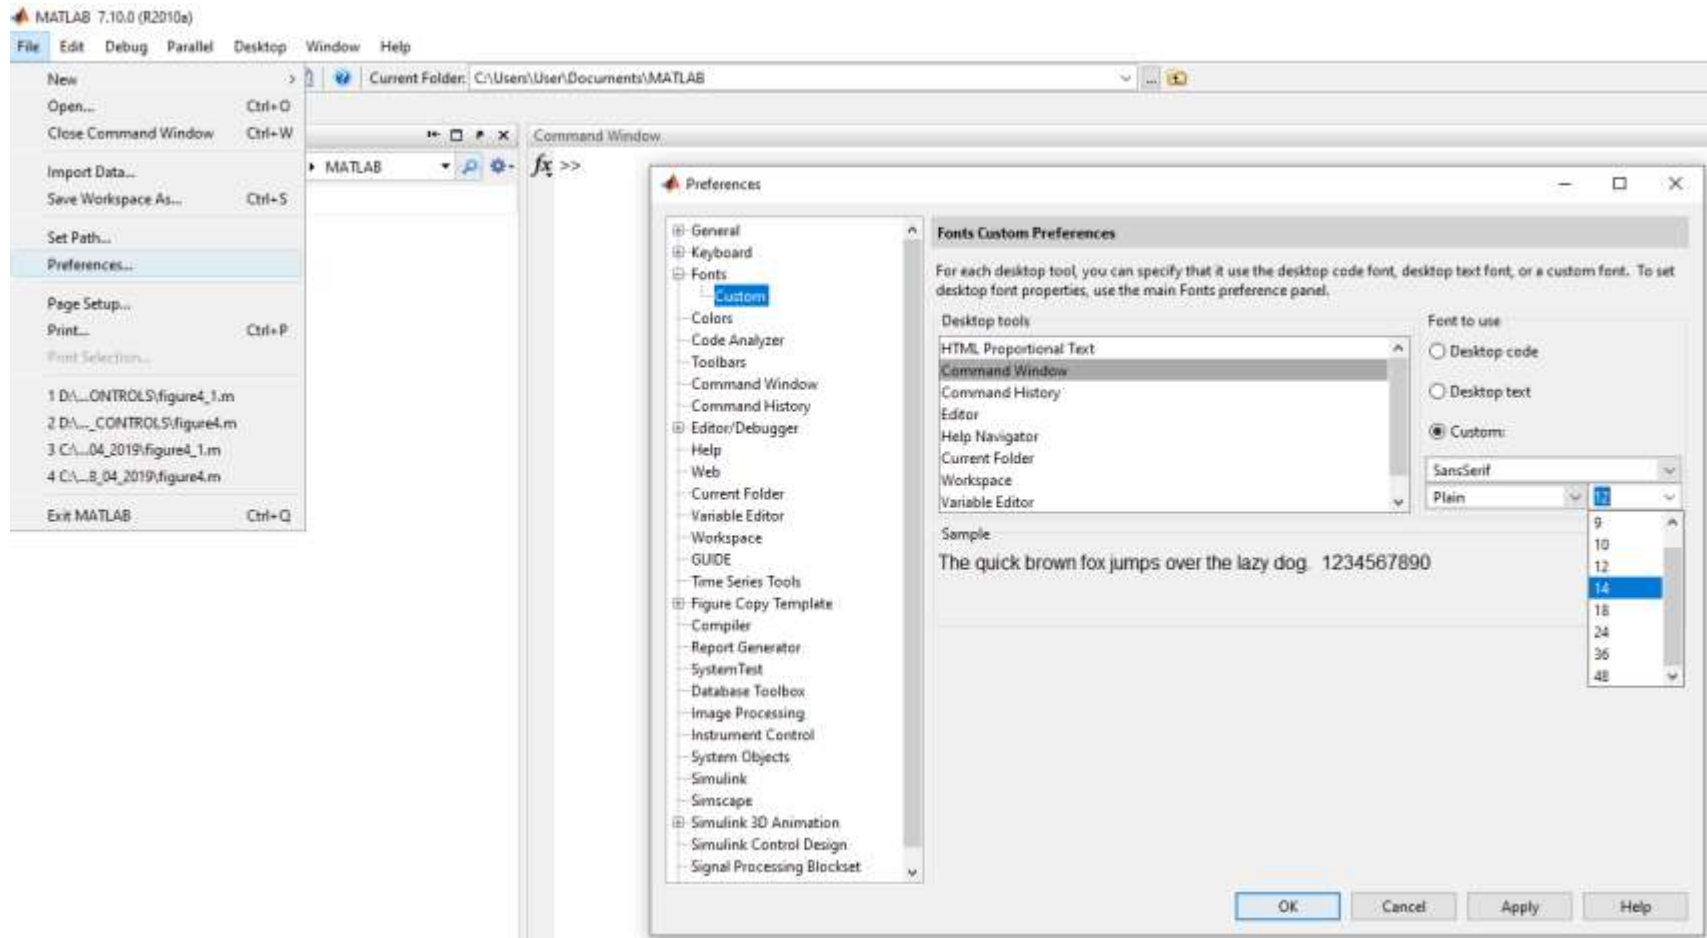 MATLAB 7.10.0 (R2010a)
File Edit Debug Parallel Desktop Window Help
New
Open... Ctrl+O
Close Command Window Ctrl+W
Import Data...
Save Workspace As... Ctrl+S
Set Path...
Preferences...
Page Setup...
Print... Ctrl+P
Print Selection...
1 D:\...ONTROLS\figure4_1.m
2 D:\..._CONTROLS\figure4.m
3 C:\...04_2019\figure4_1.m
4 C:\...8_04_2019\figure4.m
Exit MATLAB Ctrl+Q
Current Folder: C:\Users\User\Documents\MATLAB
MATLAB
Command Window
fx >>
Preferences
General
Keyboard
Fonts
Custom
Colors
Code Analyzer
Toolbars
Command Window
Command History
Editor/Debugger
Help
Web
Current Folder
Variable Editor
Workspace
GUIDE
Time Series Tools
Figure Copy Template
Compiler
Report Generator
SystemTest
Database Toolbox
Image Processing
Instrument Control
System Objects
Simulink
Simscape
Simulink 3D Animation
Simulink Control Design
Signal Processing Blockset
Fonts Custom Preferences
For each desktop tool, you can specify that it use the desktop code font, desktop text font, or a custom font. To set
desktop font properties, use the main Fonts preference panel.
Desktop tools
HTML Proportional Text
Command Window
Command History
Editor
Help Navigator
Current Folder
Workspace
Variable Editor
Font to use
Desktop code
Desktop text
Custom:
SansSerif
Plain 12
9
10
12
14
18
24
36
48
Sample
The quick brown fox jumps over the lazy dog. 1234567890
OK Cancel Apply Help